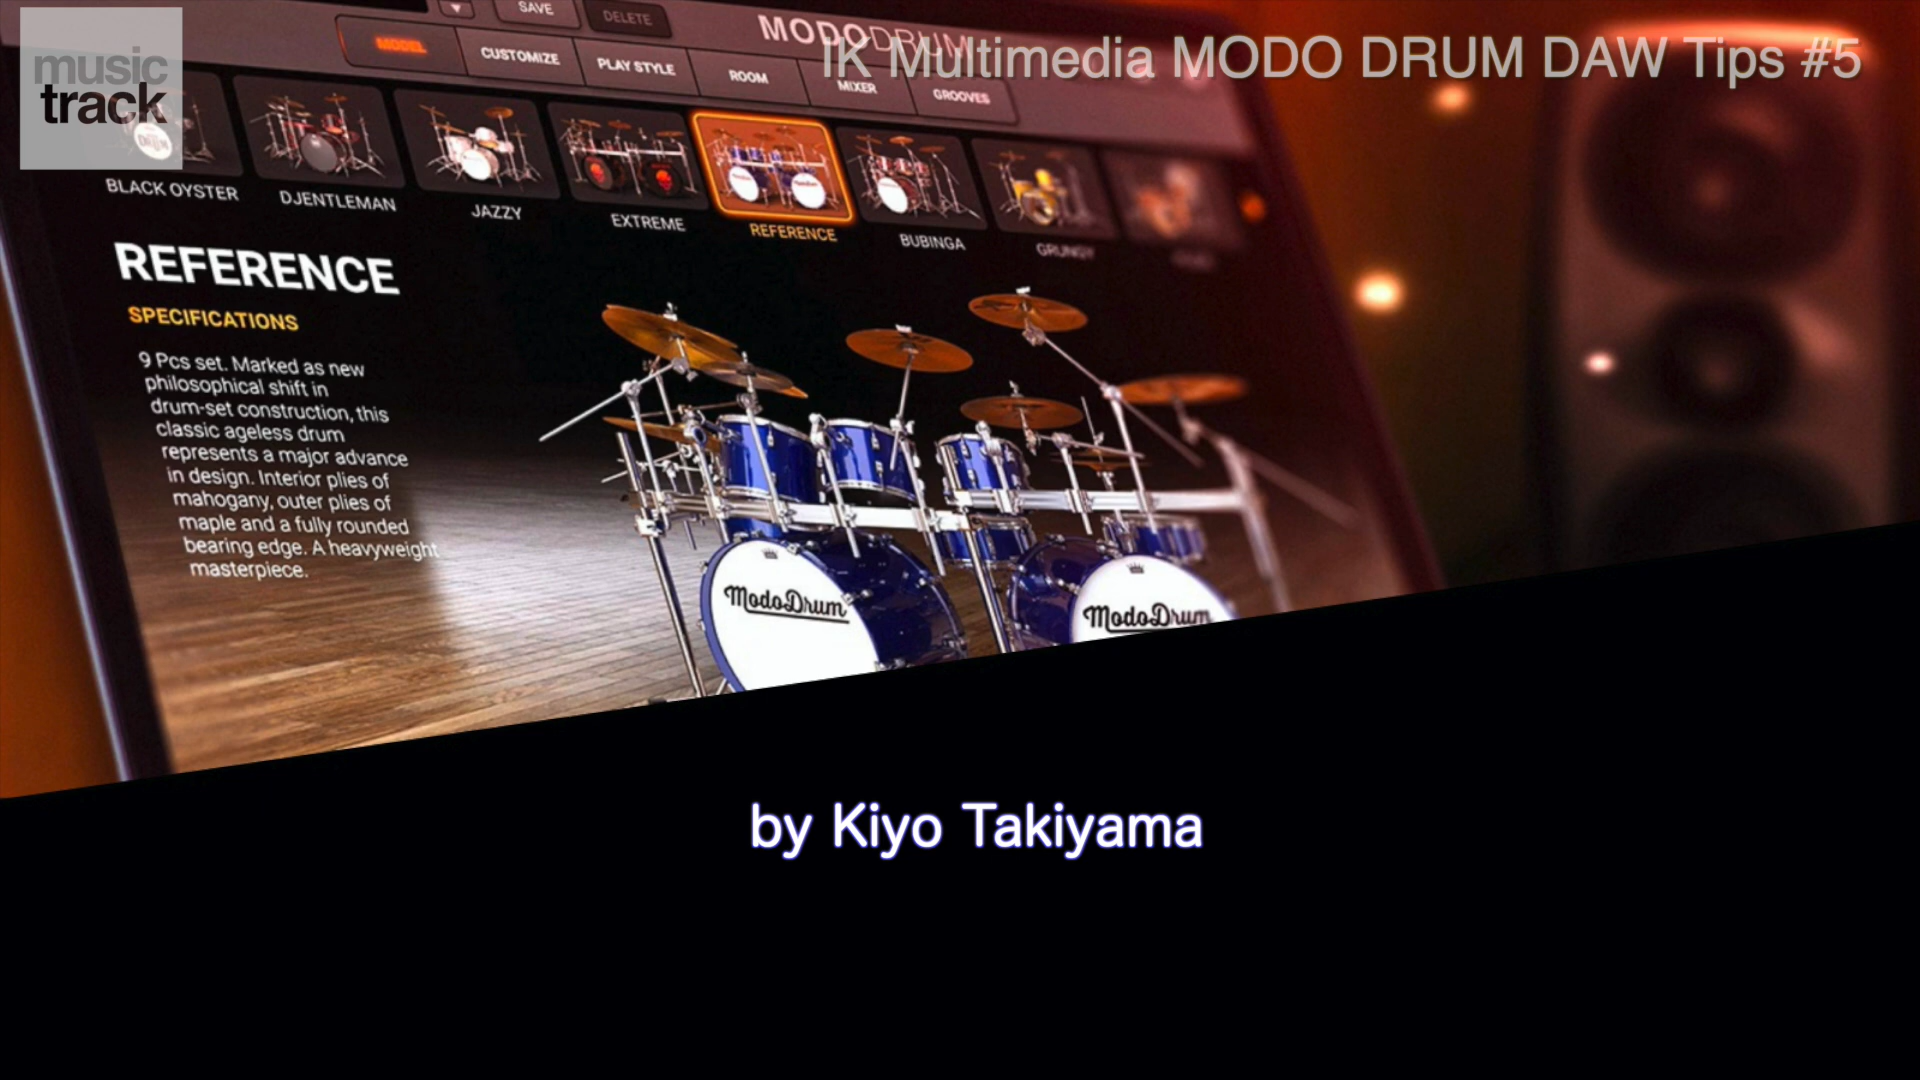 music
track
IK Multimedia MODO DRUM DAW Tips #5
SAVE
DELETE
MODO DRUM
MODEL
CUSTOMIZE
PLAY STYLE
ROOM
MIXER
GROOVES
BLACK OYSTER
DJENTLEMAN
JAZZY
EXTREME
REFERENCE
BUBINGA
GRUNGY
REFERENCE
SPECIFICATIONS
9 Pcs set. Marked as new
philosophical shift in
drum-set construction, this
classic ageless drum
represents a major advance
in design. Interior plies of
mahogany, outer plies of
maple and a fully rounded
bearing edge. A heavyweight
masterpiece.
ModoDrum
ModoDrum
by Kiyo Takiyama